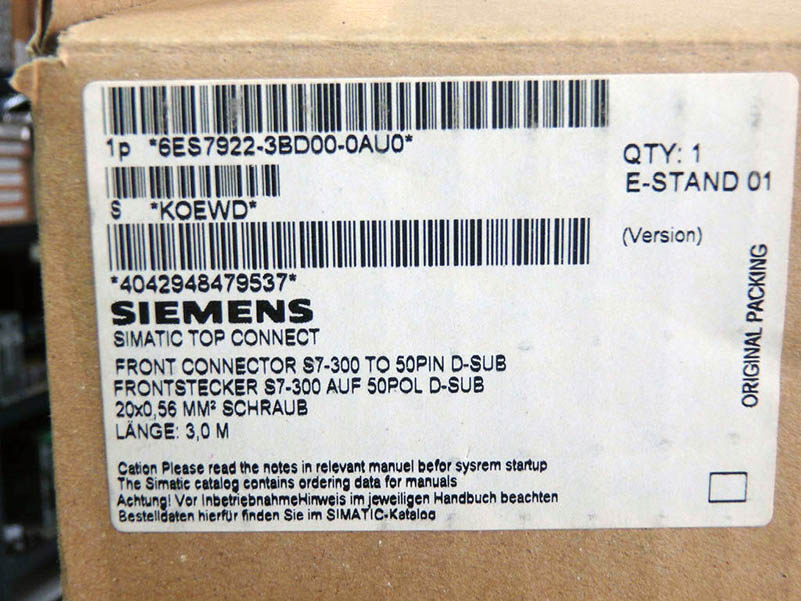 1p *6ES7922-3BD00-0AU0*
QTY: 1
E-STAND 01
S *KOEWD*
(Version)
*4042948479537*
SIEMENS
SIMATIC TOP CONNECT
FRONT CONNECTOR S7-300 TO 50PIN D-SUB
FRONTSTECKER S7-300 AUF 50POL D-SUB
20x0,56 MM² SCHRAUB
LÄNGE: 3,0 M
ORIGINAL PACKING
Cation Please read the notes in relevant manuel befor sysrem startup
The Simatic catalog contains ordering data for manuals
Achtung! Vor InbetriebnahmeHinweis im jeweiligen Handbuch beachten
Bestelldaten hierfür finden Sie im SIMATIC-Katalog